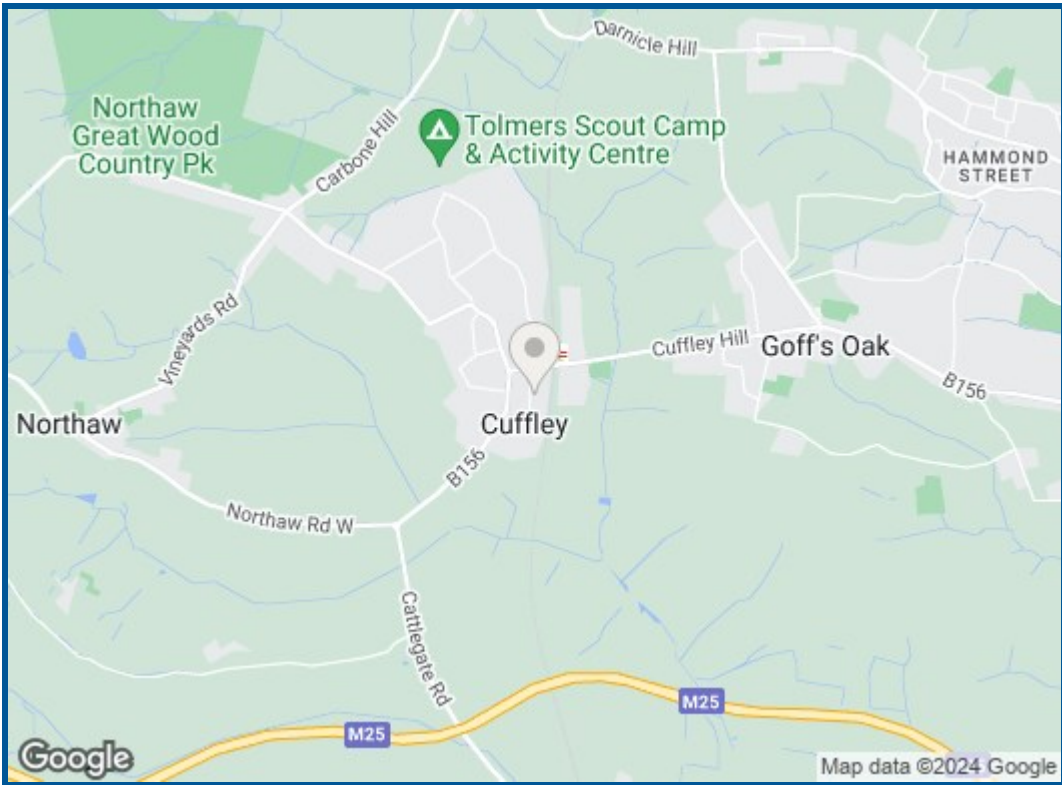 Darnicle Hill
Northaw
Great Wood
Country Pk
Carbone Hill
Tolmers Scout Camp
& Activity Centre
HAMMOND
STREET
Vineyards Rd
Cuffley Hill
Goff's Oak
B156
Northaw
Cuffley
B156
Northaw Rd W
Cattlegate Rd
M25
M25
Google
Map data ©2024 Google